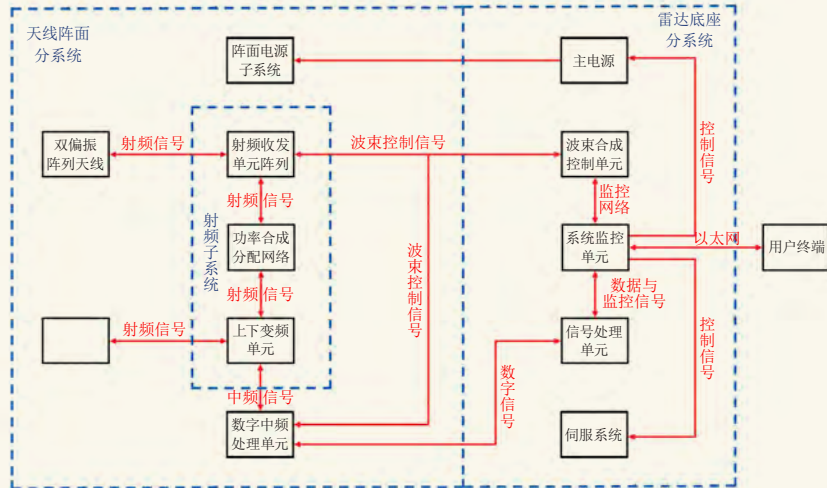 天线阵面
分系统
雷达底座
分系统
阵面电源
子系统
主电源
双偏振
阵列天线
射频信号
射频收发
单元阵列
波束控制信号
波束合成
控制单元
控制信号
射频信号
监控
网络
射频子系统
功率合成
分配网络
波束控制信号
系统监控
单元
以太网
用户终端
射频信号
数据与
监控信号
射频信号
上下变频
单元
信号处理
单元
控制信号
中频信号
数字信号
数字中频
处理单元
伺服系统